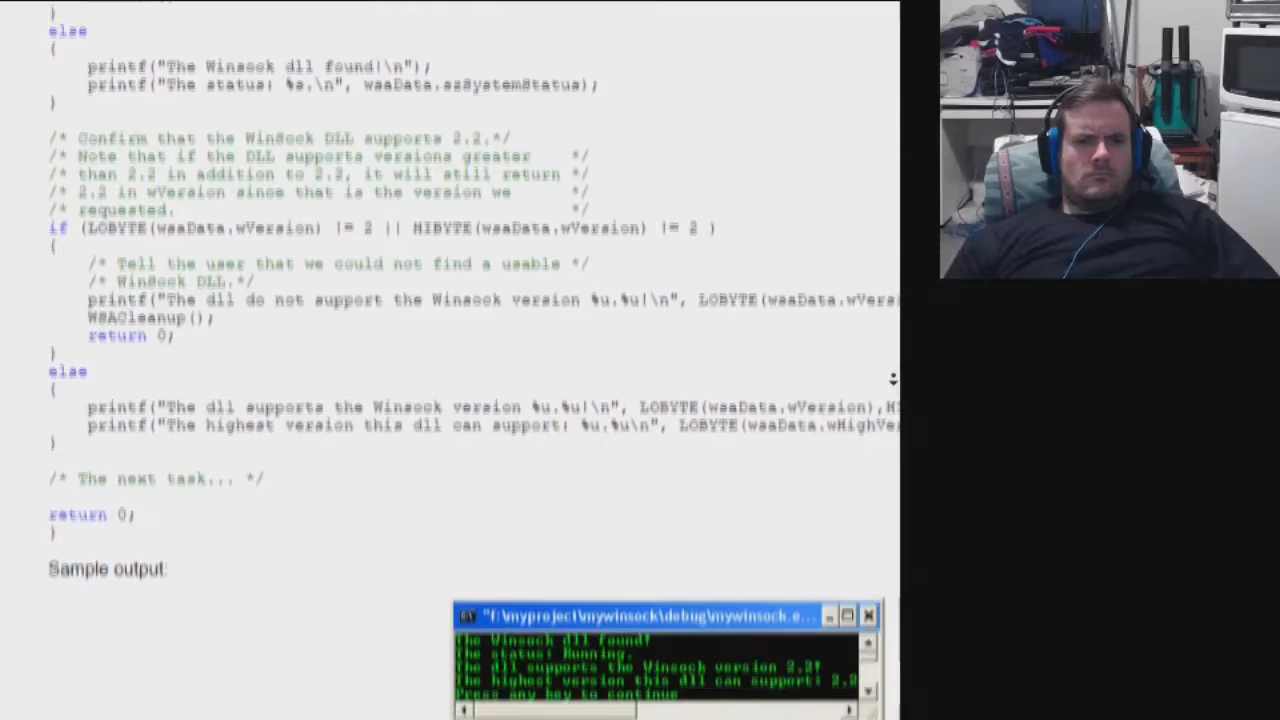 }
else
{
printf("The Winsock dll found!\n");
printf("The status: %s.\n", wsaData.szSystemStatus);
}
/* Confirm that the WinSock DLL supports 2.2.*/
/* Note that if the DLL supports versions greater */
/* than 2.2 in addition to 2.2, it will still return */
/* 2.2 in wVersion since that is the version we */
/* requested. */
if (LOBYTE(wsaData.wVersion) != 2 || HIBYTE(wsaData.wVersion) != 2 )
{
/* Tell the user that we could not find a usable */
/* WinSock DLL.*/
printf("The dll do not support the Winsock version %u.%u!\n", LOBYTE(wsaData.wVersi
WSACleanup();
return 0;
}
else
{
printf("The dll supports the Winsock version %u.%u!\n", LOBYTE(wsaData.wVersion),HI
printf("The highest version this dll can support: %u.%u\n", LOBYTE(wsaData.wHighVer
}
/* The next task... */
return 0;
}
Sample output:
"f:\myproject\mywinsock\debug\mywinsock.e...
The Winsock dll found!
The status: Running.
The dll supports the Winsock version 2.2!
The highest version this dll can support: 2.2
Press any key to continue